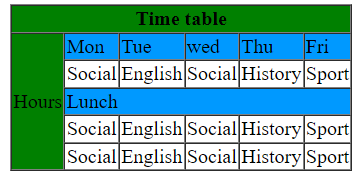 Time table
Mon Tue wed Thu Fri
Social English Social History Sport
Hours Lunch
Social English Social History Sport
Social English Social History Sport